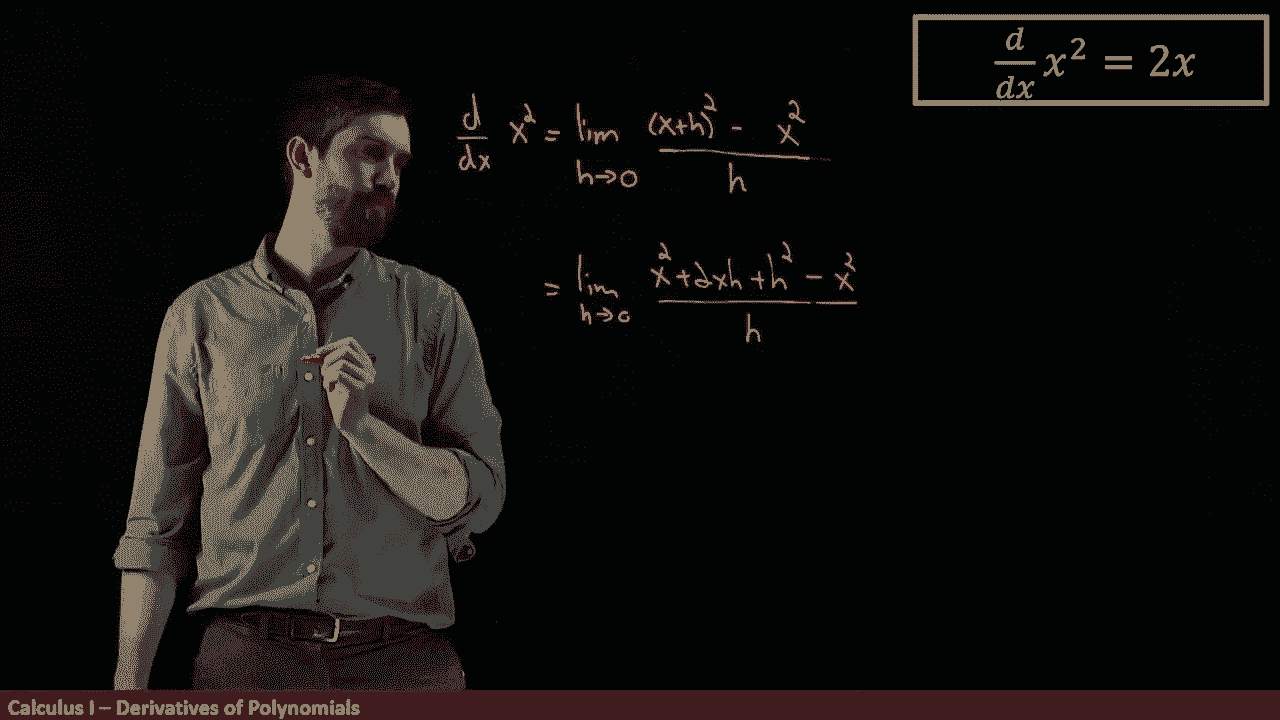 d/dx x² = 2x
d/dx x² = lim h→0 (x+h)² - x² / h
= lim h→0 x² + 2xh + h² - x² / h
Calculus I – Derivatives of Polynomials